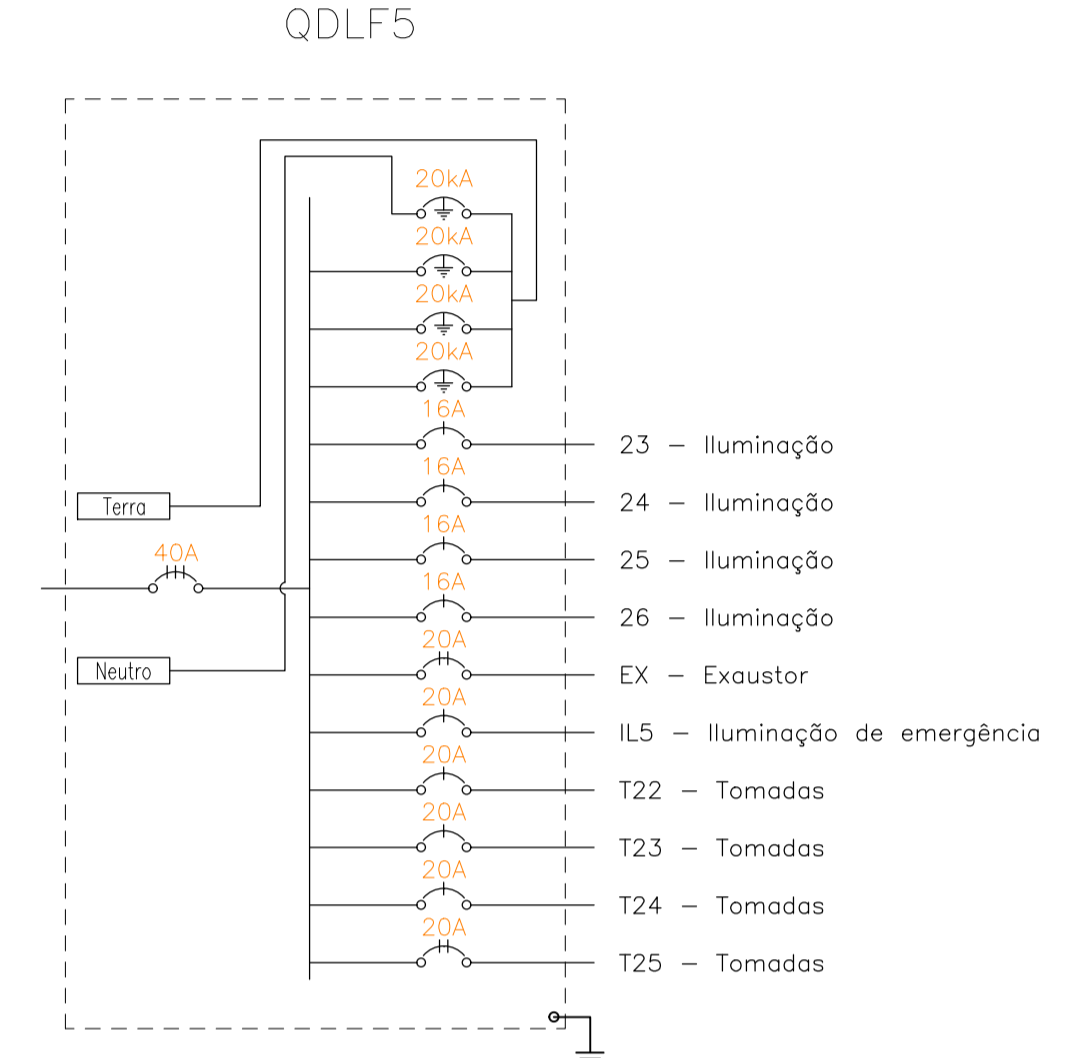 QDLF5
20kA
20kA
20kA
20kA
16A
23 – Iluminação
16A
24 – Iluminação
Terra
16A
25 – Iluminação
40A
16A
26 – Iluminação
20A
EX – Exaustor
Neutro
20A
IL5 – Iluminação de emergência
20A
T22 – Tomadas
20A
T23 – Tomadas
20A
T24 – Tomadas
20A
T25 – Tomadas